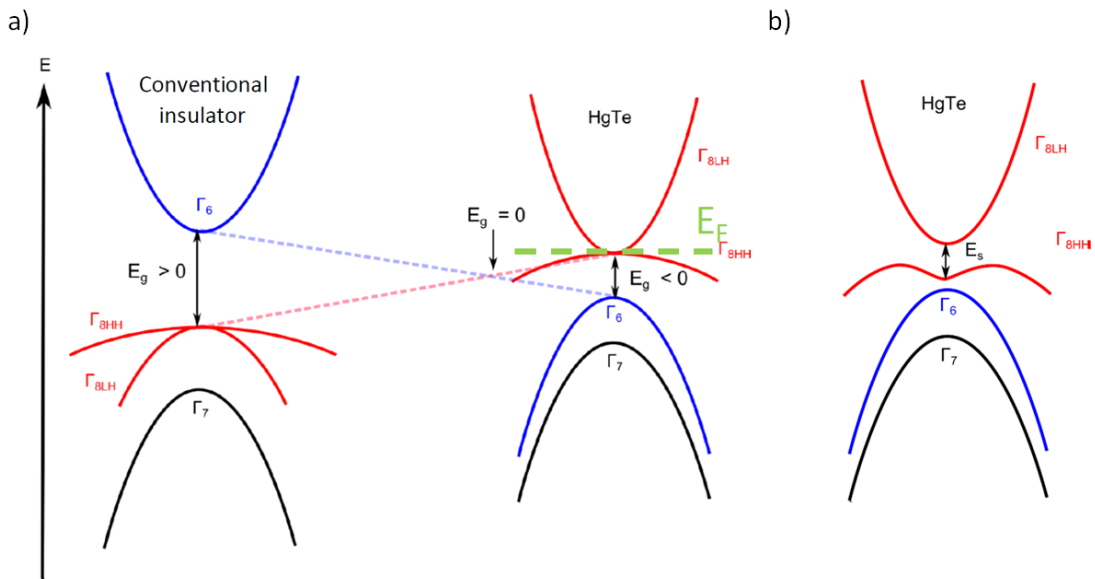 a)
b)
E
Conventional
insulator
Γ6
Eg > 0
Γ8HH
Γ8LH
Γ7
HgTe
Γ8LH
Eg = 0
EF
Γ8HH
Eg < 0
Γ6
Γ7
HgTe
Γ8LH
Γ8HH
Es
Γ6
Γ7